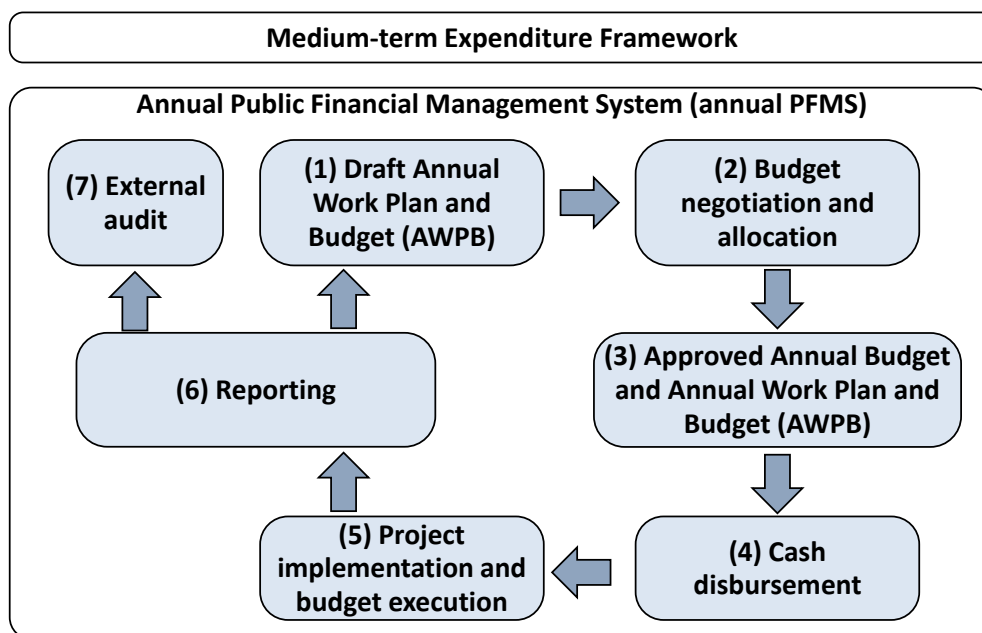 Medium-term Expenditure Framework
Annual Public Financial Management System (annual PFMS)
(7) External
audit
(1) Draft Annual
Work Plan and
Budget (AWPB)
(2) Budget
negotiation and
allocation
(3) Approved Annual Budget
and Annual Work Plan and
Budget (AWPB)
(6) Reporting
(5) Project
implementation and
budget execution
(4) Cash
disbursement